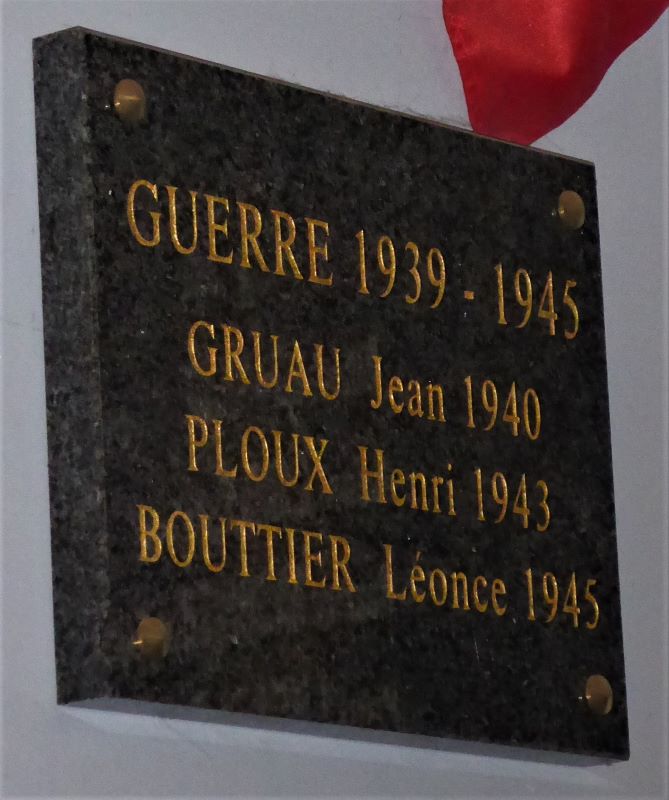 GUERRE 1939 - 1945
GRUAU Jean 1940
PLOUX Henri 1943
BOUTTIER Léonce 1945